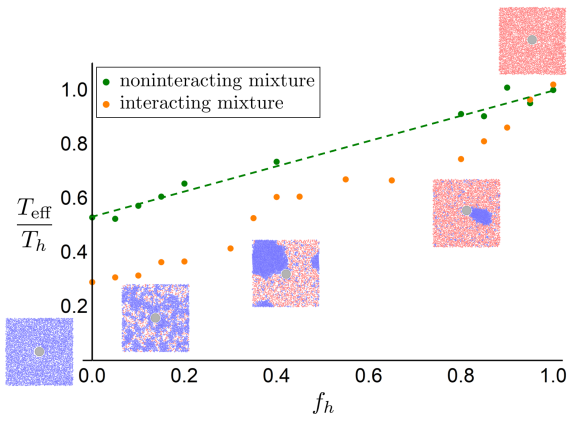 noninteracting mixture
interacting mixture
1.0
0.8
0.6
0.4
0.2
T_eff
T_h
0.0 0.2 0.4 0.6 0.8 1.0
f_h